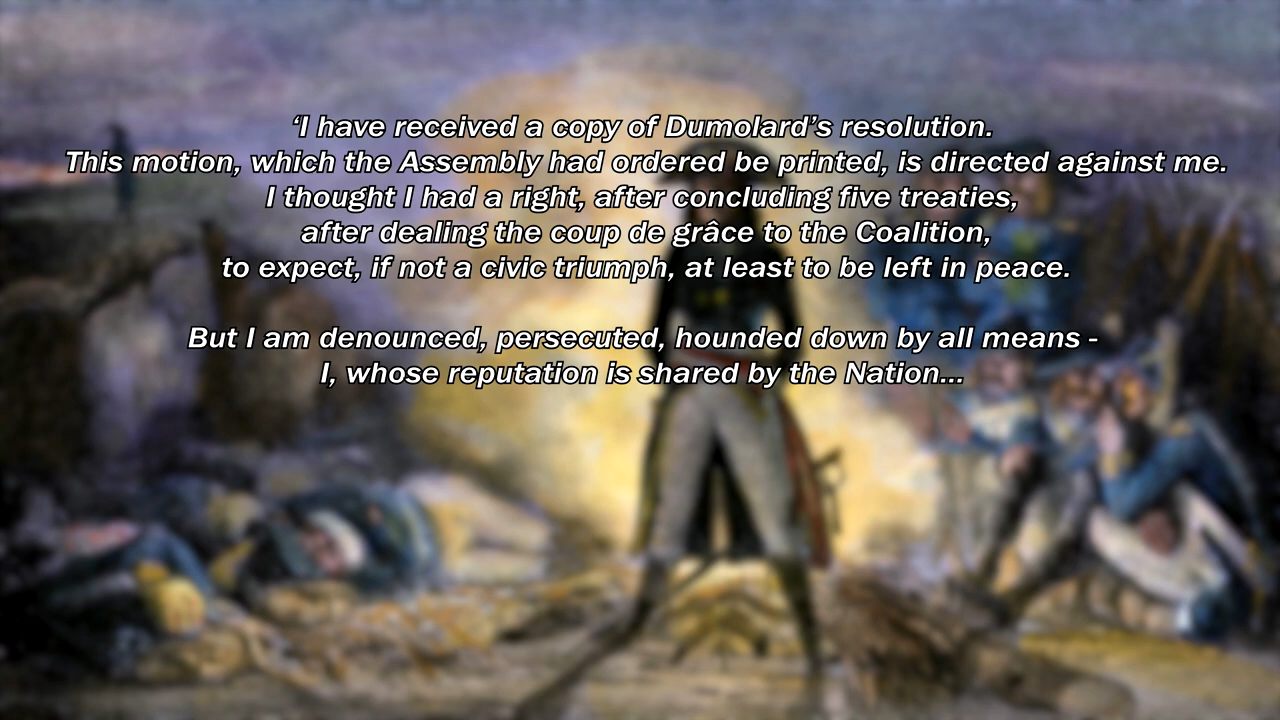 ‘I have received a copy of Dumolard’s resolution.
This motion, which the Assembly had ordered be printed, is directed against me.
I thought I had a right, after concluding five treaties,
after dealing the coup de grâce to the Coalition,
to expect, if not a civic triumph, at least to be left in peace.
But I am denounced, persecuted, hounded down by all means -
I, whose reputation is shared by the Nation...